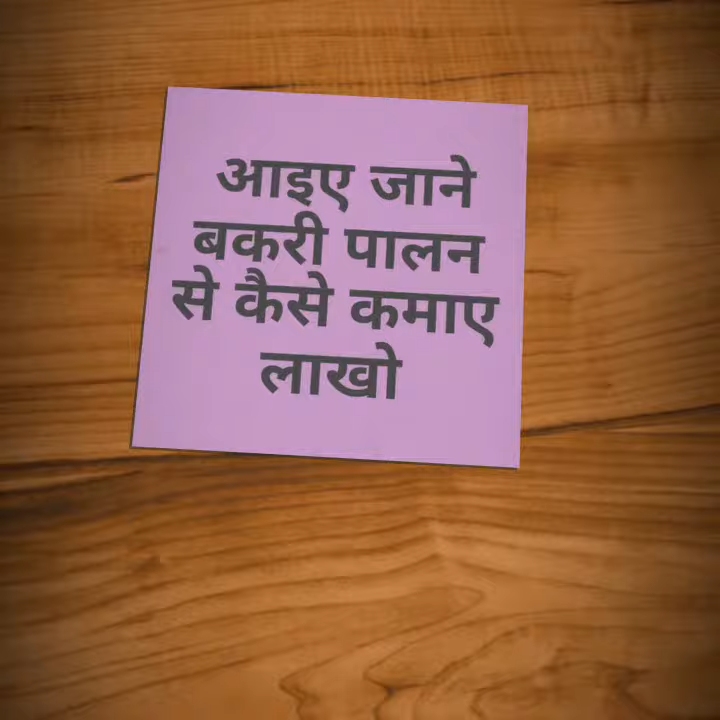 आइए जाने
बकरी पालन
से कैसे कमाए
लाखो